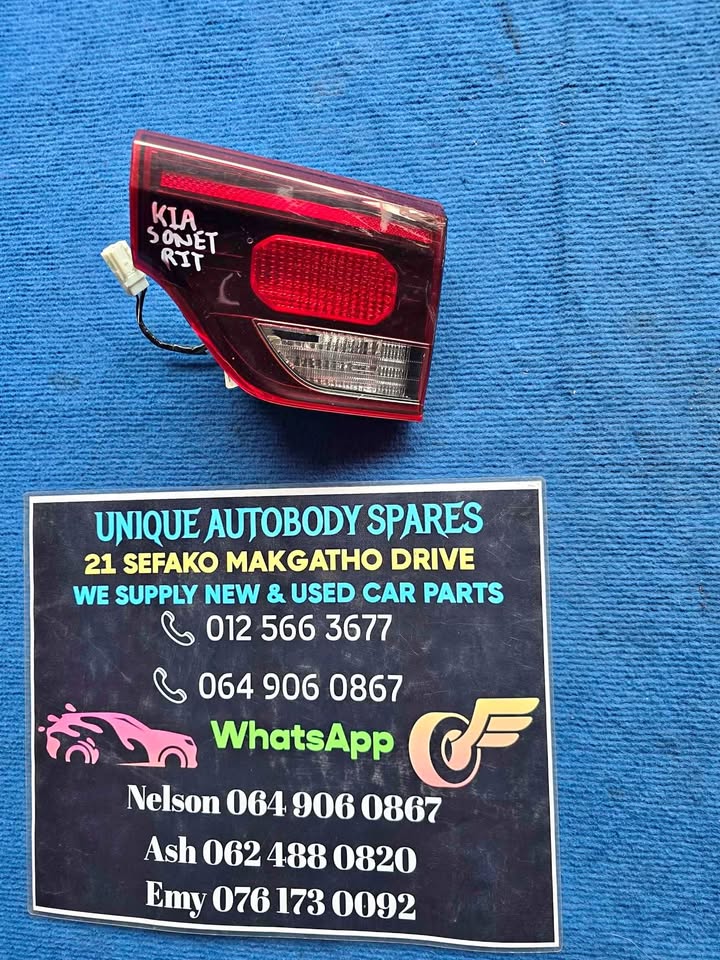 KIA
SONET
RIT
UNIQUE AUTOBODY SPARES
21 SEFAKO MAKGATHO DRIVE
WE SUPPLY NEW & USED CAR PARTS
012 566 3677
064 906 0867
WhatsApp
Nelson 064 906 0867
Ash 062 488 0820
Emy 076 173 0092